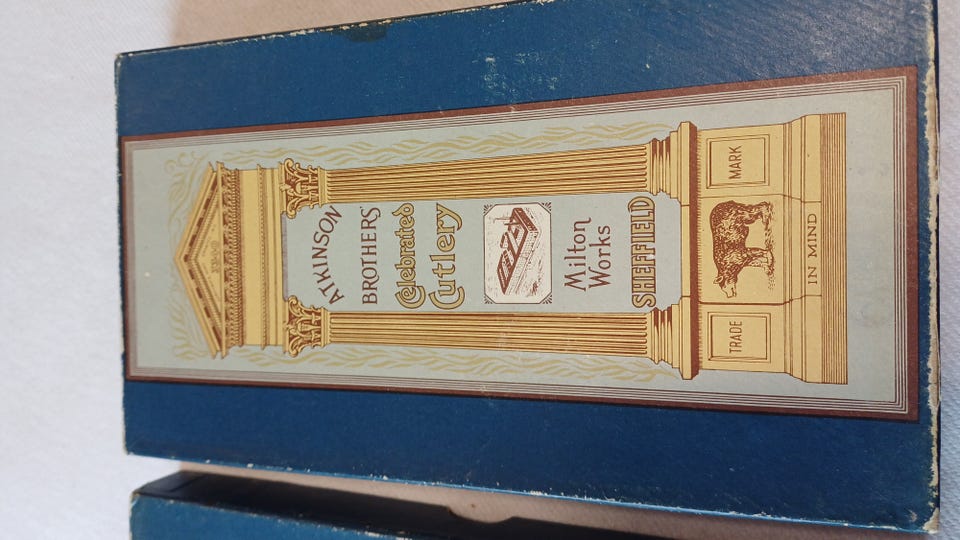 ATKINSON
BROTHERS'
Celebrated
Cutlery
Milton
Works
SHEFFIELD
TRADE MARK
IN MIND